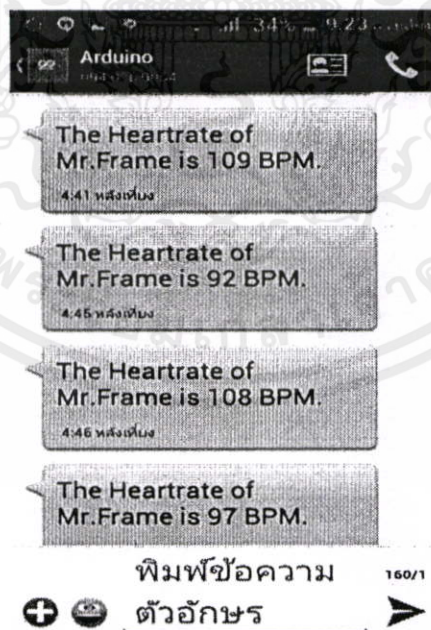 34% 9:23
Arduino
The Heartrate of
Mr.Frame is 109 BPM.
4:41 หลังเที่ยง
The Heartrate of
Mr.Frame is 92 BPM.
4:45 หลังเที่ยง
The Heartrate of
Mr.Frame is 108 BPM.
4:46 หลังเที่ยง
The Heartrate of
Mr.Frame is 97 BPM.
พิมพ์ข้อความ
160/1
ตัวอักษร